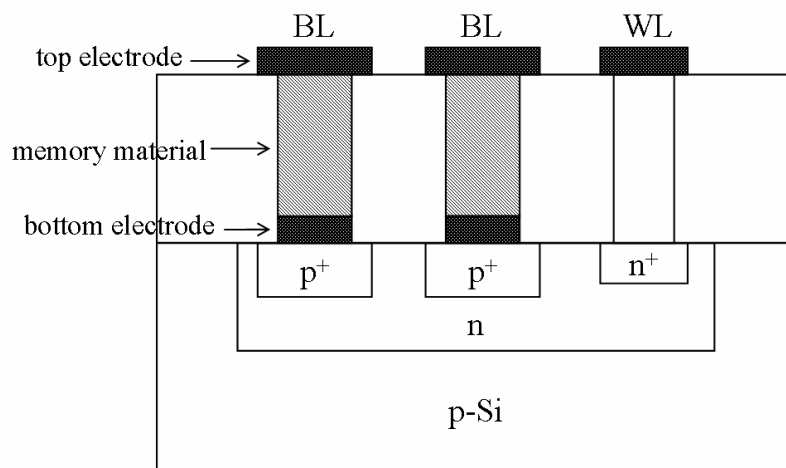 BL BL WL
top electrode
memory material
bottom electrode
p+ p+ n+
n
p-Si